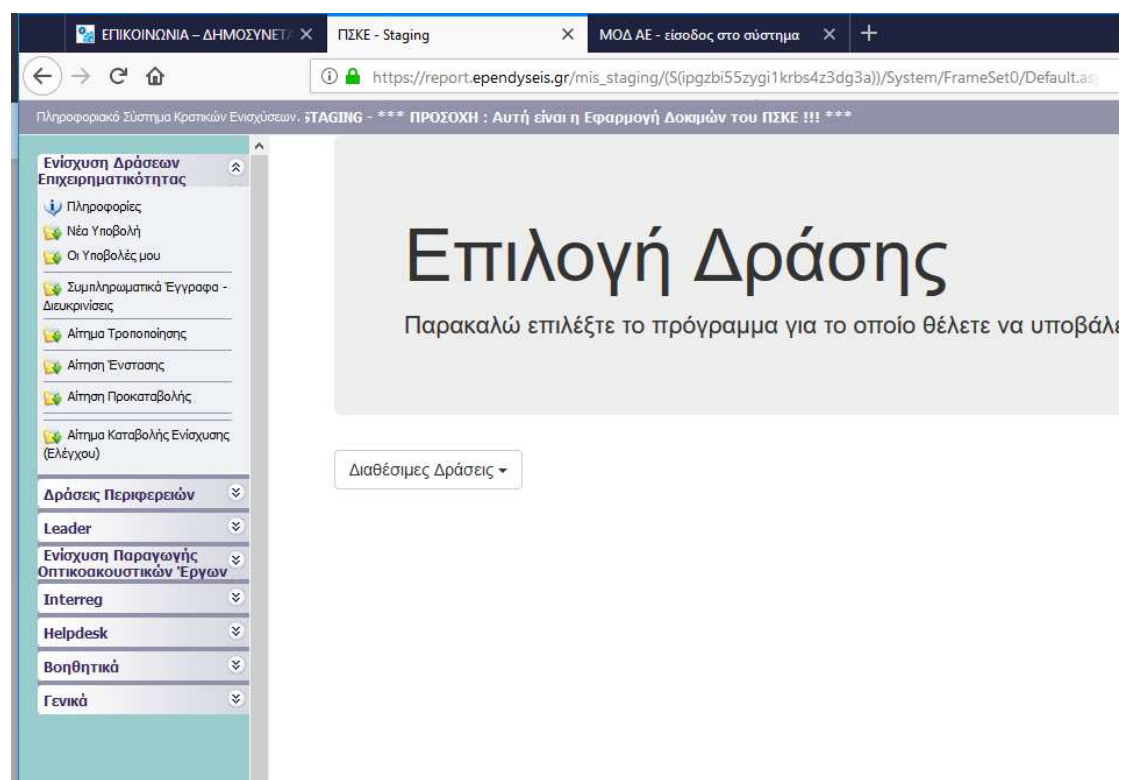 ΕΠΙΚΟΙΝΩΝΙΑ – ΔΗΜΟΣΥΝΕΤΑ
ΠΣΚΕ - Staging
ΜΟΔ ΑΕ - είσοδος στο σύστημα
https://report.ependyseis.gr/mis_staging/(S(ipgzbi55zygi1krbs4z3dg3a))/System/FrameSet0/Default.as
Πληροφοριακό Σύστημα Κρατικών Ενισχύσεων. STAGING - *** ΠΡΟΣΟΧΗ : Αυτή είναι η Εφαρμογή Δοκιμών του ΠΣΚΕ !!! ***
Ενίσχυση Δράσεων
Επιχειρηματικότητας
Πληροφορίες
Νέα Υποβολή
Οι Υποβολές μου
Συμπληρωματικά Έγγραφα -
Διευκρινίσεις
Αίτημα Τροποποίησης
Αίτηση Ένστασης
Αίτηση Προκαταβολής
Αίτημα Καταβολής Ενίσχυσης
(Ελέγχου)
Δράσεις Περιφερειών
Leader
Ενίσχυση Παραγωγής
Οπτικοακουστικών Έργων
Interreg
Helpdesk
Βοηθητικά
Γενικά
Επιλογή Δράσης
Παρακαλώ επιλέξτε το πρόγραμμα για το οποίο θέλετε να υποβάλε
Διαθέσιμες Δράσεις